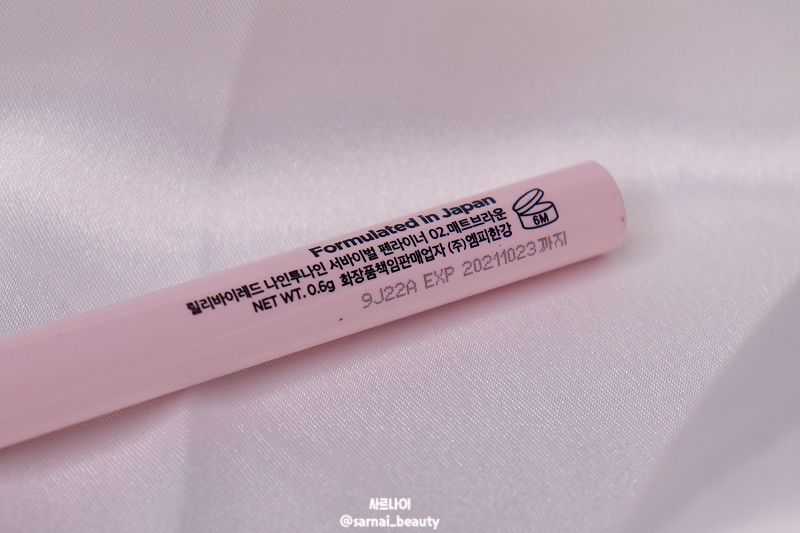 Formulated in Japan
릴리바이레드 나인투나인 서바이벌 펜라이너 02.매트브라운
NET WT. 0.6g 화장품책임판매업자 (주)엠피한강
6M
9J22A EXP 20211023까지
사르나이
@sarnai_beauty